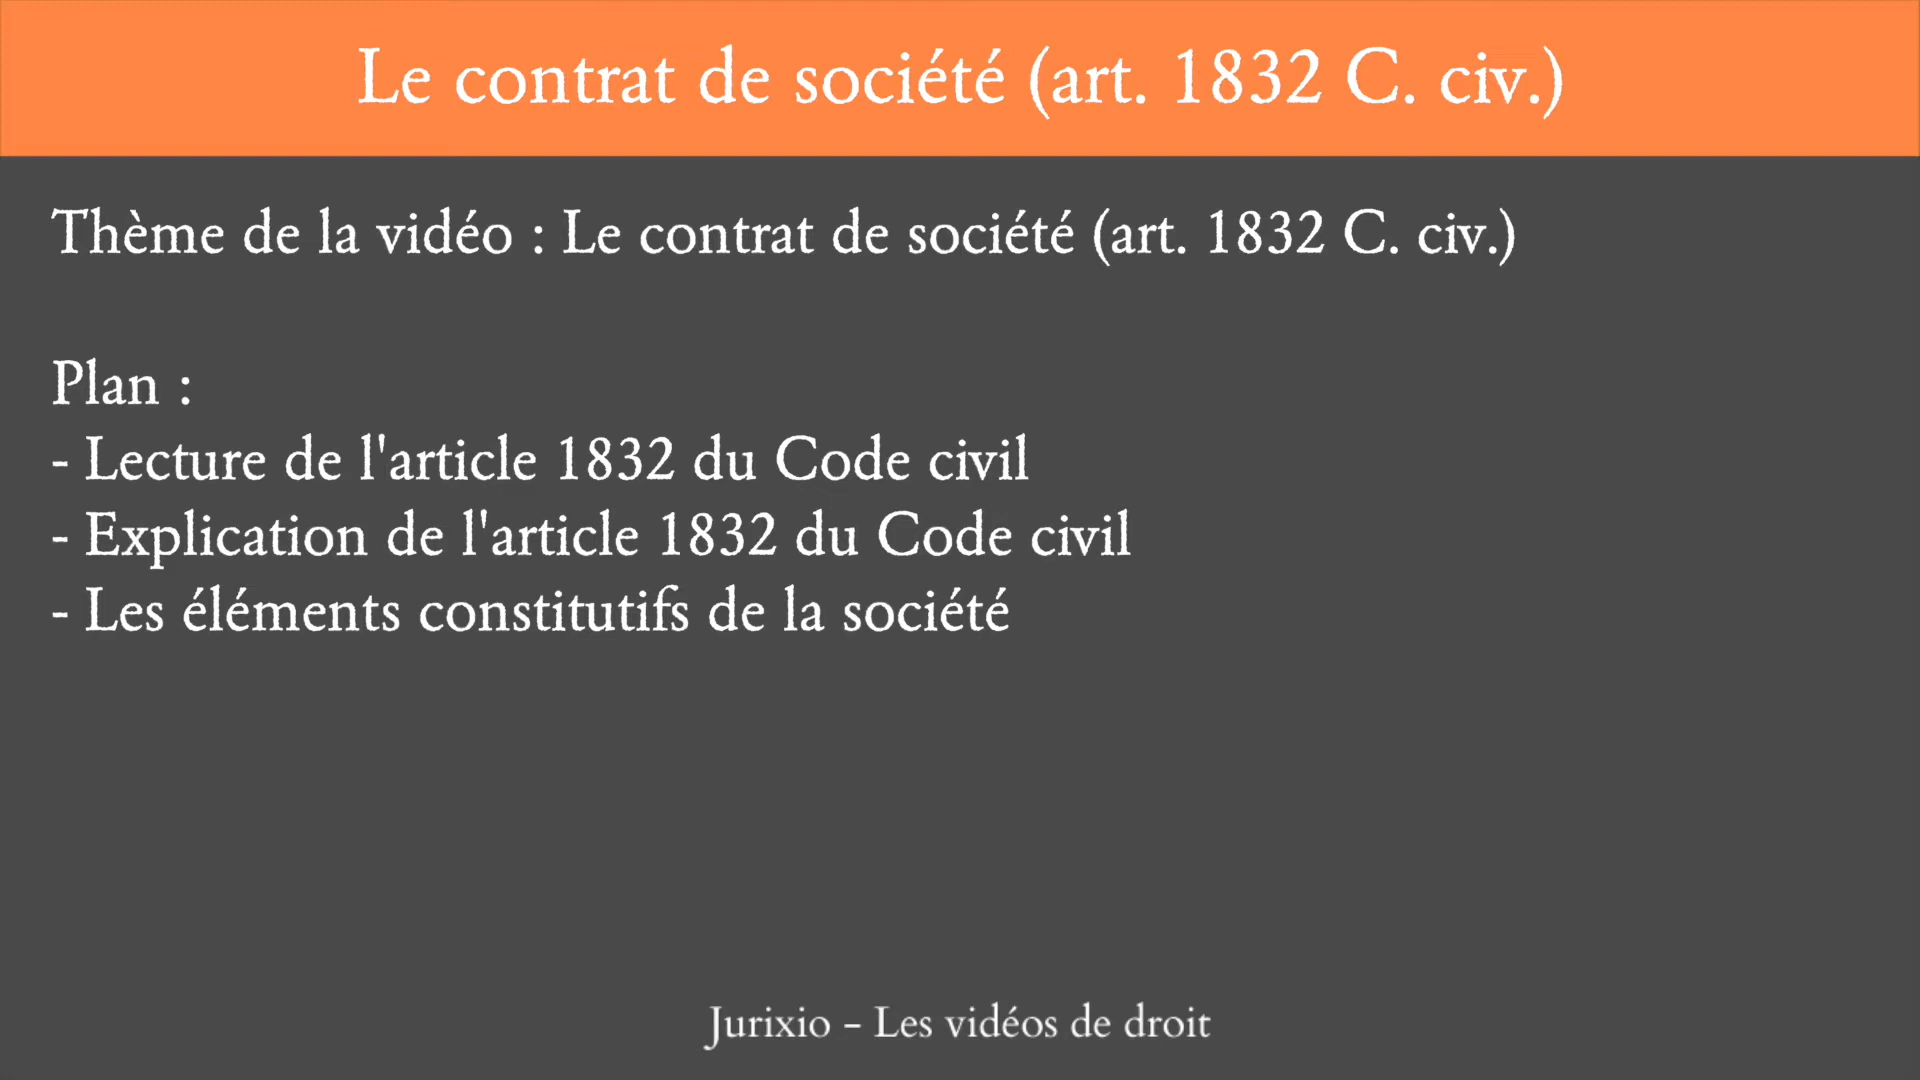 Le contrat de société (art. 1832 C. civ.)
Thème de la vidéo : Le contrat de société (art. 1832 C. civ.)
Plan :
- Lecture de l'article 1832 du Code civil
- Explication de l'article 1832 du Code civil
- Les éléments constitutifs de la société
Jurixio - Les vidéos de droit